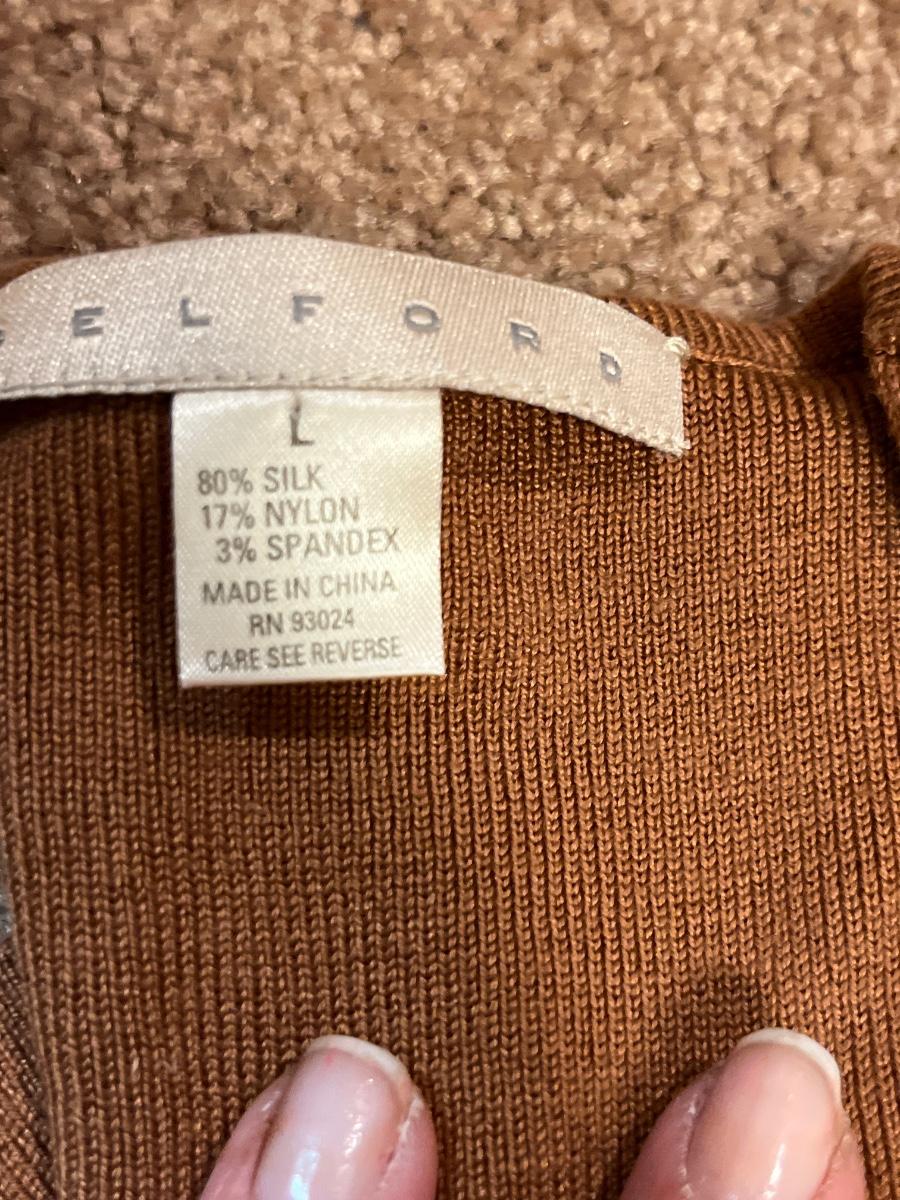 ELFORD
L
80% SILK
17% NYLON
3% SPANDEX
MADE IN CHINA
RN 93024
CARE SEE REVERSE